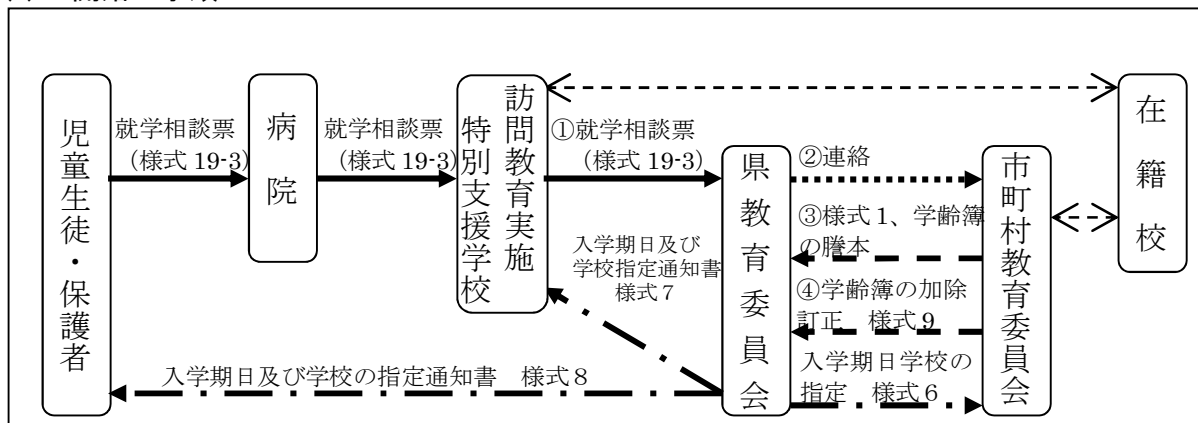 児童生徒・保護者
就学相談票
(様式 19-3)
病院
就学相談票
(様式 19-3)
訪問教育実施
特別支援学校
①就学相談票
(様式 19-3)
県教育委員会
②連絡
③様式1、学齢簿
の謄本
④学齢簿の加除
訂正 様式9
入学期日学校の
指定 様式6
市町村教育委員会
在籍校
入学期日及び
学校指定通知書
様式7
入学期日及び学校の指定通知書 様式8